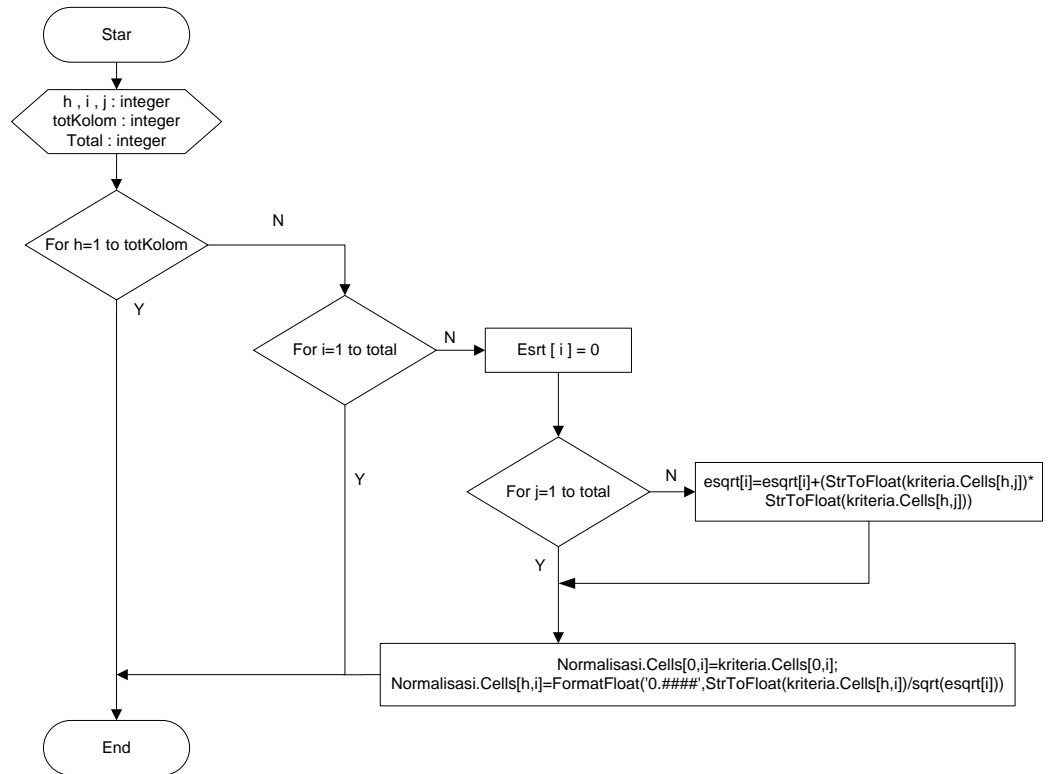 Star
h , i , j : integer
totKolom : integer
Total : integer
For h=1 to totKolom
N
Y
For i=1 to total
N
Esrt [ i ] = 0
Y
For j=1 to total
N
esqrt[i]=esqrt[i]+(StrToFloat(kriteria.Cells[h,j])*
StrToFloat(kriteria.Cells[h,j]))
Y
Normalisasi.Cells[0,i]=kriteria.Cells[0,i];
Normalisasi.Cells[h,i]=FormatFloat('0.####',StrToFloat(kriteria.Cells[h,i])/sqrt(esqrt[i]))
End